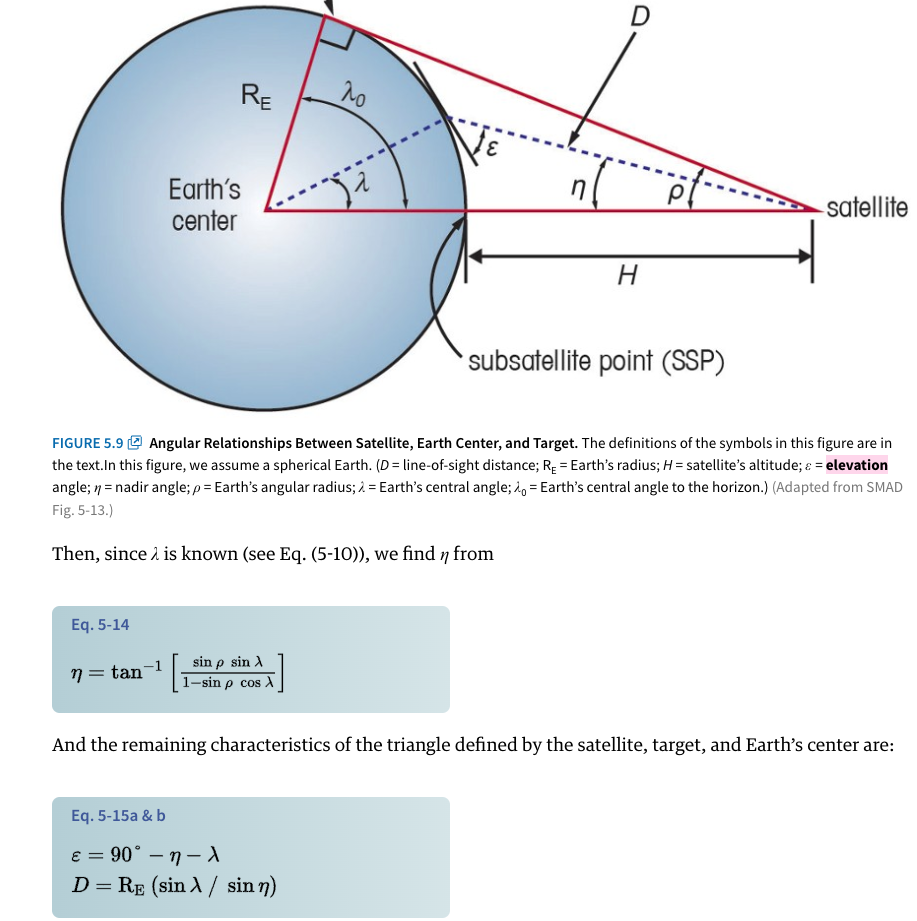 D
R_E
λ₀
ε
Earth's
center
λ
η
ρ
satellite
H
subsatellite point (SSP)
FIGURE 5.9 Angular Relationships Between Satellite, Earth Center, and Target. The definitions of the symbols in this figure are in
the text.In this figure, we assume a spherical Earth. (D = line-of-sight distance; R_E = Earth's radius; H = satellite's altitude; ε = elevation
angle; η = nadir angle; ρ = Earth's angular radius; λ = Earth's central angle; λ₀ = Earth's central angle to the horizon.) (Adapted from SMAD
Fig. 5-13.)
Then, since λ is known (see Eq. (5-10)), we find η from
Eq. 5-14
η = tan⁻¹ [ sin ρ sin λ / 1−sin ρ cos λ ]
And the remaining characteristics of the triangle defined by the satellite, target, and Earth's center are:
Eq. 5-15a & b
ε = 90° − η − λ
D = R_E (sin λ / sin η)